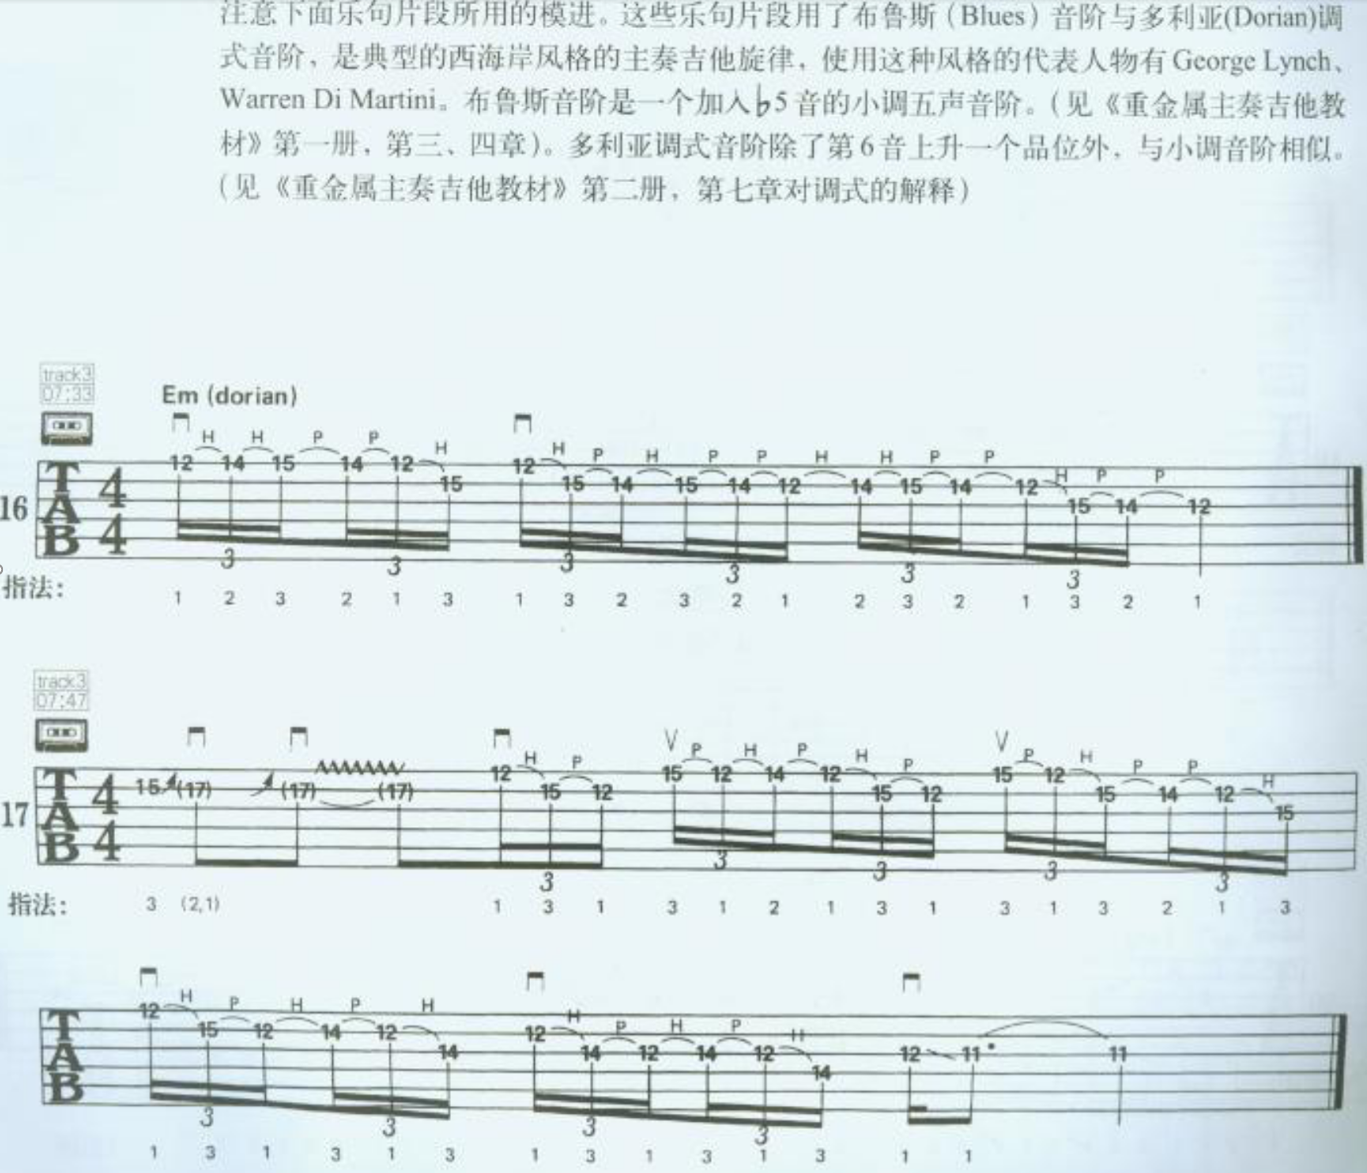 注意下面乐句片段所用的模进。这些乐句片段用了布鲁斯(Blues)音阶与多利亚(Dorian)调
式音阶，是典型的西海岸风格的主奏吉他旋律，使用这种风格的代表人物有George Lynch、
Warren Di Martini。布鲁斯音阶是一个加入♭5音的小调五声音阶。(见《重金属主奏吉他教
材》第一册，第三、四章)。多利亚调式音阶除了第6音上升一个品位外，与小调音阶相似。
(见《重金属主奏吉他教材》第二册，第七章对调式的解释)
track3
07:33
Em (dorian)
H H P P H H P H P P H H P P H P P
12 14 15 14 12 15 12 15 14 15 14 12 14 15 14 12 15 14 12
16 TAB 4/4
3 3 3 3 3 3
指法: 1 2 3 2 1 3 1 3 2 3 2 1 2 3 2 1 3 2 1
track3
07:47
H P P H P H P P H P P H
15 (17) (17) (17) 12 15 12 15 12 14 12 15 12 15 12 15 14 12 15
17 TAB 4/4
3 3 3 3 3
指法: 3 (2,1) 1 3 1 3 1 2 1 3 1 3 1 3 2 1 3
H P H P H H P H P H
12 15 12 14 12 14 12 14 12 14 12 14 12 11 11
TAB
3 3 3 3
1 3 1 3 1 3 1 3 1 3 1 3 1 1